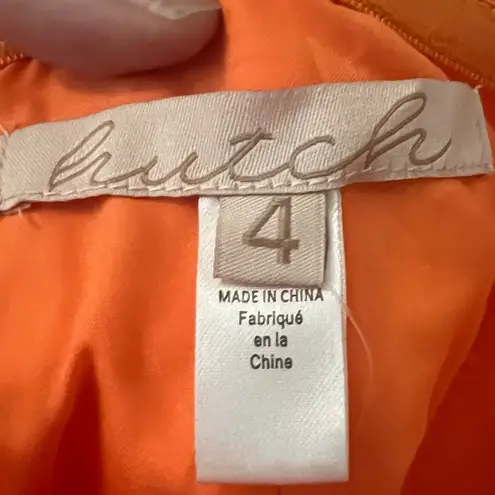 hutch
4
MADE IN CHINA
Fabriqué
en la
Chine